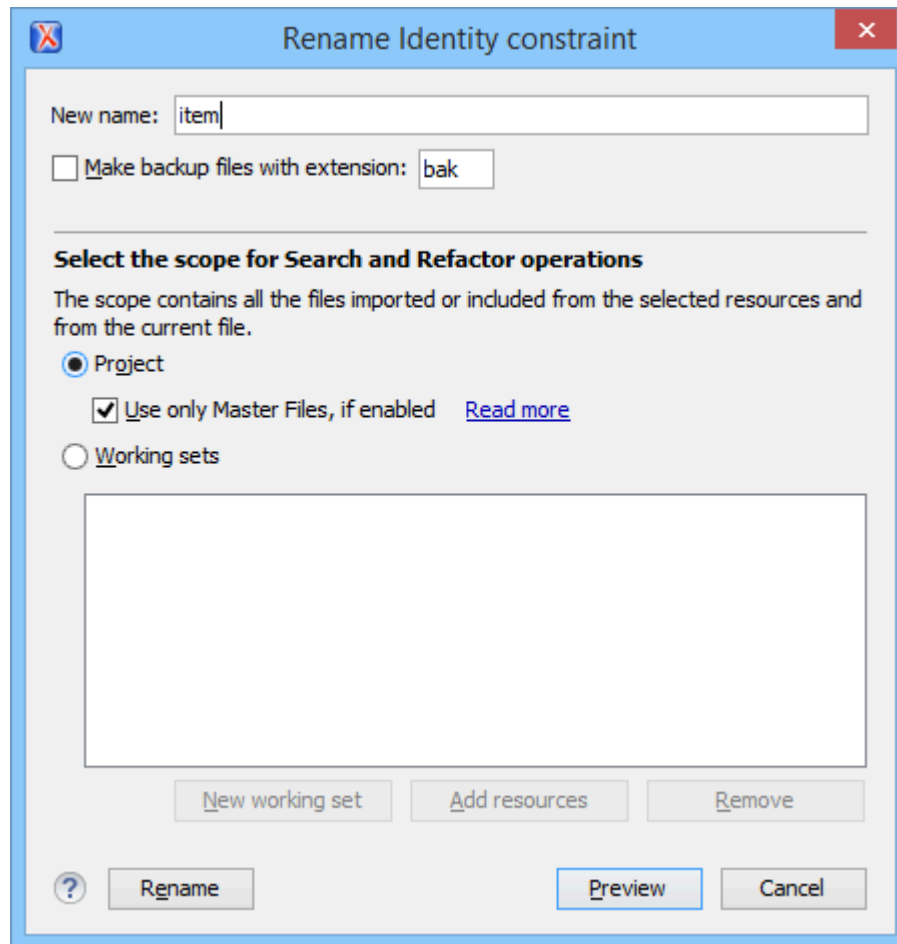 Rename Identity constraint
New name: item
Make backup files with extension: bak
Select the scope for Search and Refactor operations
The scope contains all the files imported or included from the selected resources and
from the current file.
Project
Use only Master Files, if enabled Read more
Working sets
New working set Add resources Remove
? Rename Preview Cancel